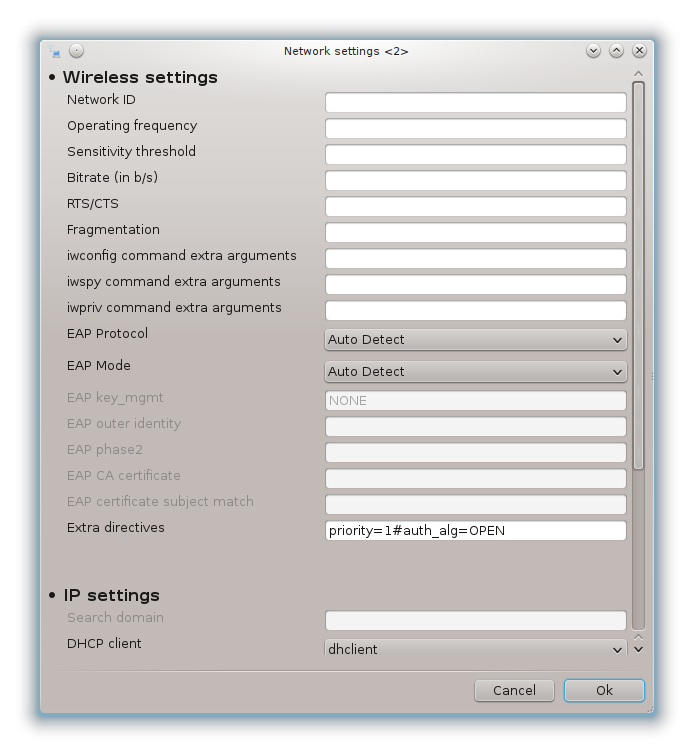 Network settings <2>
• Wireless settings
Network ID
Operating frequency
Sensitivity threshold
Bitrate (in b/s)
RTS/CTS
Fragmentation
iwconfig command extra arguments
iwspy command extra arguments
iwpriv command extra arguments
EAP Protocol Auto Detect
EAP Mode Auto Detect
EAP key_mgmt NONE
EAP outer identity
EAP phase2
EAP CA certificate
EAP certificate subject match
Extra directives priority=1#auth_alg=OPEN
• IP settings
Search domain
DHCP client dhclient
Cancel Ok